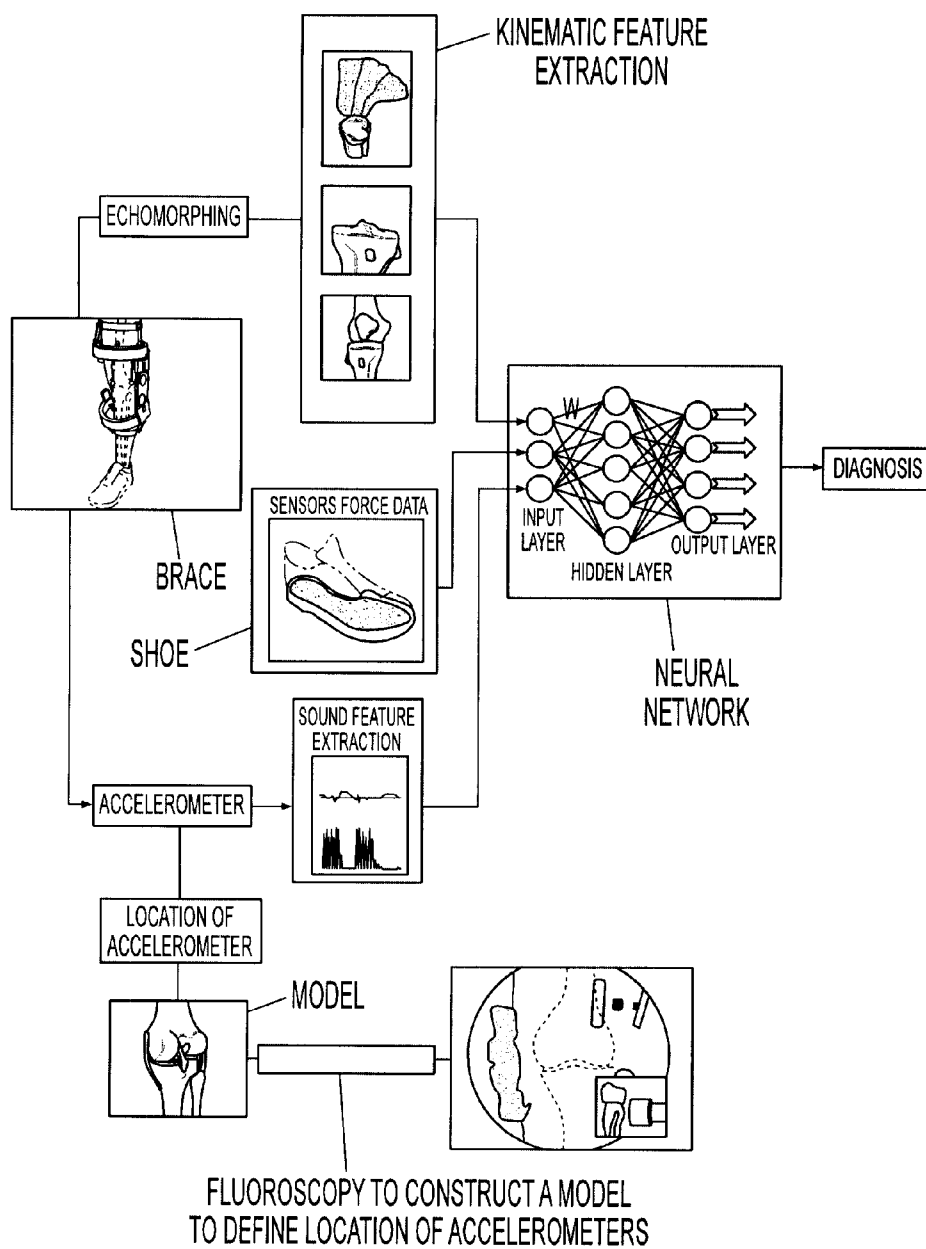 KINEMATIC FEATURE
EXTRACTION
ECHOMORPHING
BRACE
SENSORS FORCE DATA
SHOE
W
INPUT
LAYER
HIDDEN LAYER
OUTPUT LAYER
DIAGNOSIS
NEURAL
NETWORK
SOUND FEATURE
EXTRACTION
ACCELEROMETER
LOCATION OF
ACCELEROMETER
MODEL
FLUOROSCOPY TO CONSTRUCT A MODEL
TO DEFINE LOCATION OF ACCELEROMETERS